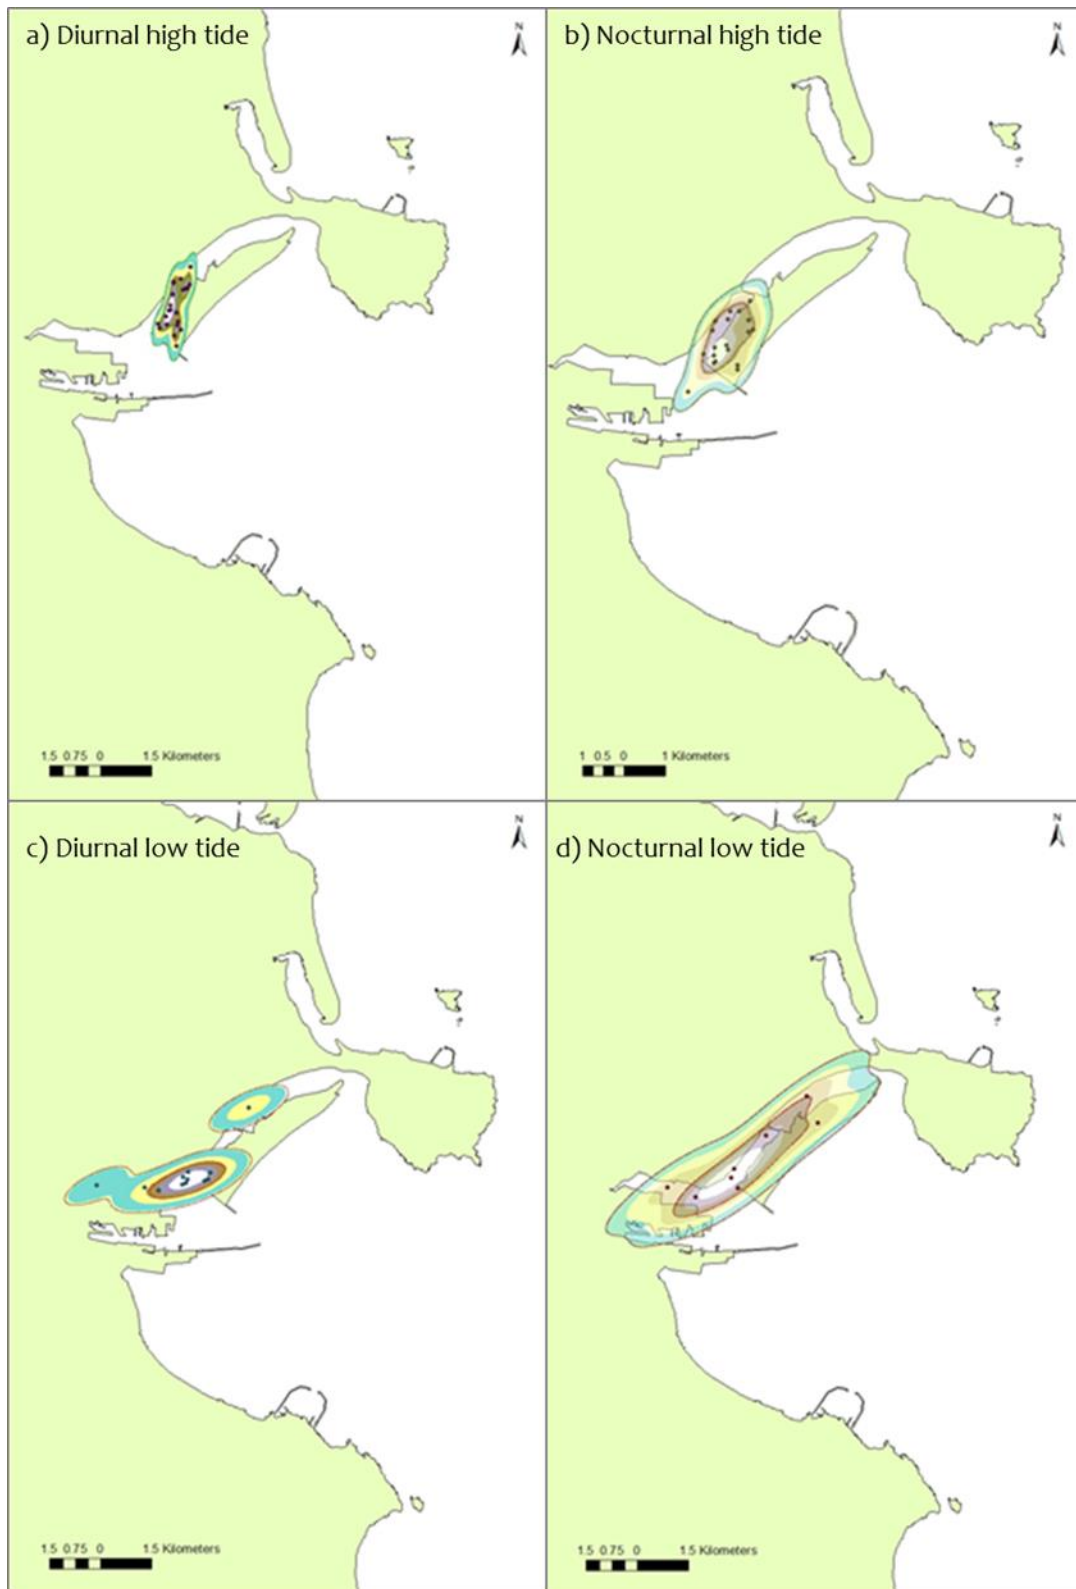 a) Diurnal high tide
N
b) Nocturnal high tide
N
1.5 0.75 0 1.5 Kilometers
1 0.5 0 1 Kilometers
c) Diurnal low tide
N
d) Nocturnal low tide
N
1.5 0.75 0 1.5 Kilometers
1.5 0.75 0 1.5 Kilometers